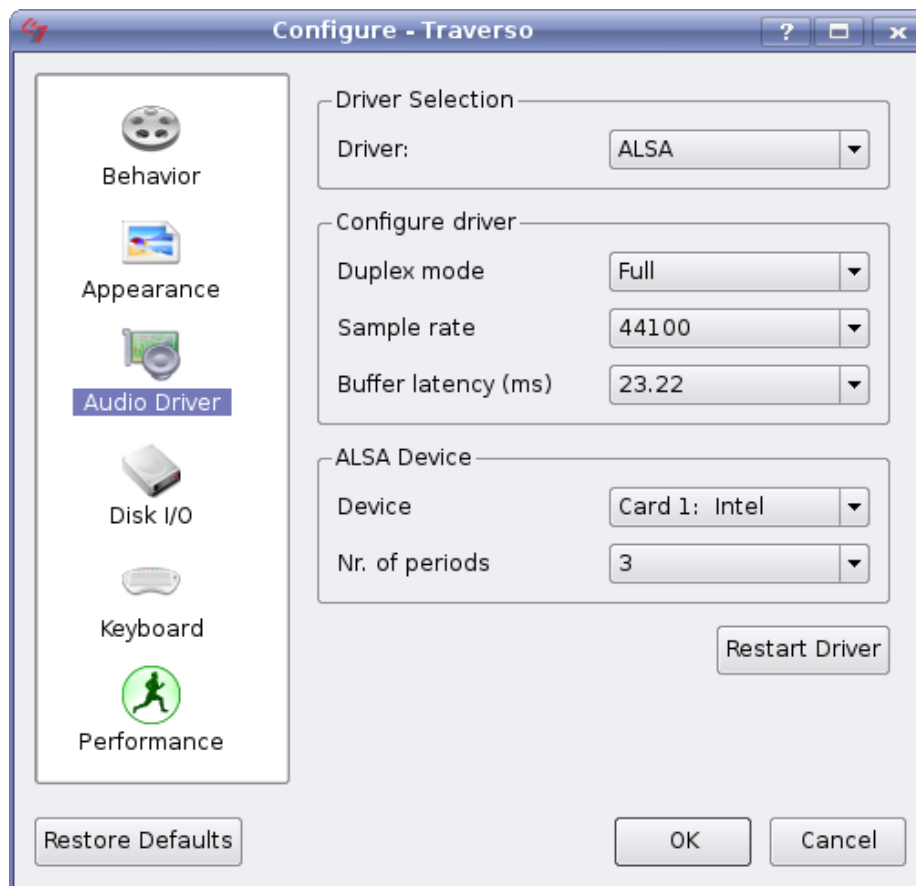 Configure - Traverso
Behavior
Appearance
Audio Driver
Disk I/O
Keyboard
Performance
Driver Selection
Driver: ALSA
Configure driver
Duplex mode Full
Sample rate 44100
Buffer latency (ms) 23.22
ALSA Device
Device Card 1: Intel
Nr. of periods 3
Restart Driver
Restore Defaults OK Cancel